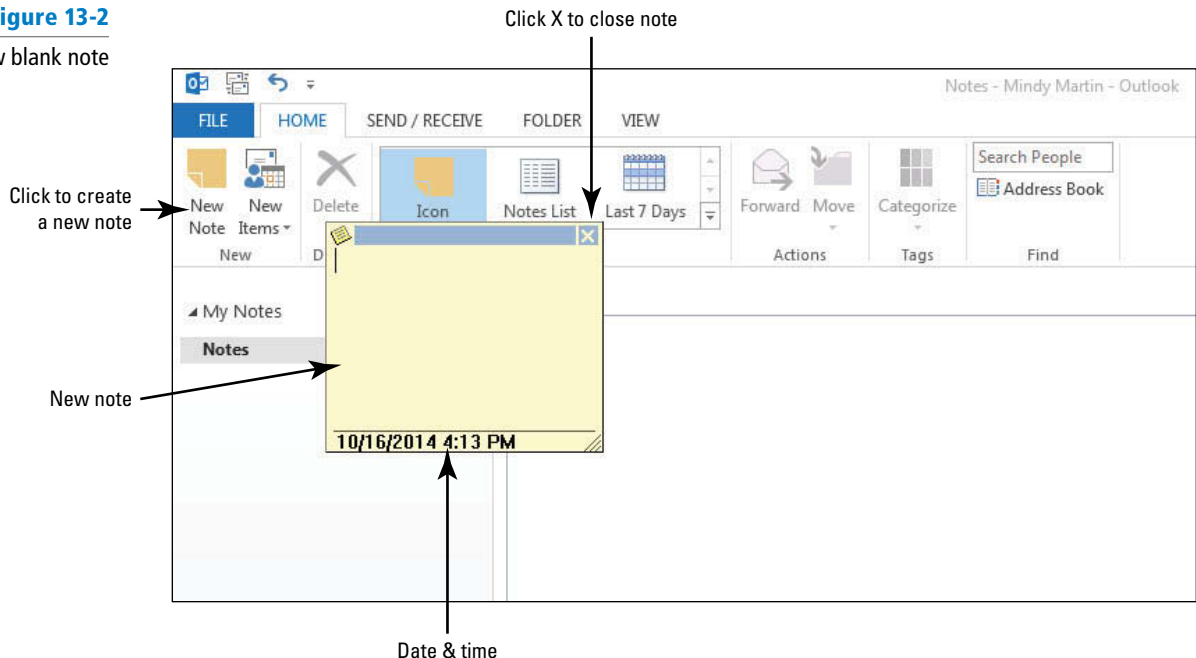 igure 13-2
blank note
Click X to close note
Notes - Mindy Martin - Outlook
FILE HOME SEND / RECEIVE FOLDER VIEW
New Note
New Items
Delete
Icon
Notes List
Last 7 Days
Forward
Move
Categorize
Search People
Address Book
New
D
Actions
Tags
Find
Click to create
a new note
My Notes
Notes
New note
10/16/2014 4:13 PM
Date & time